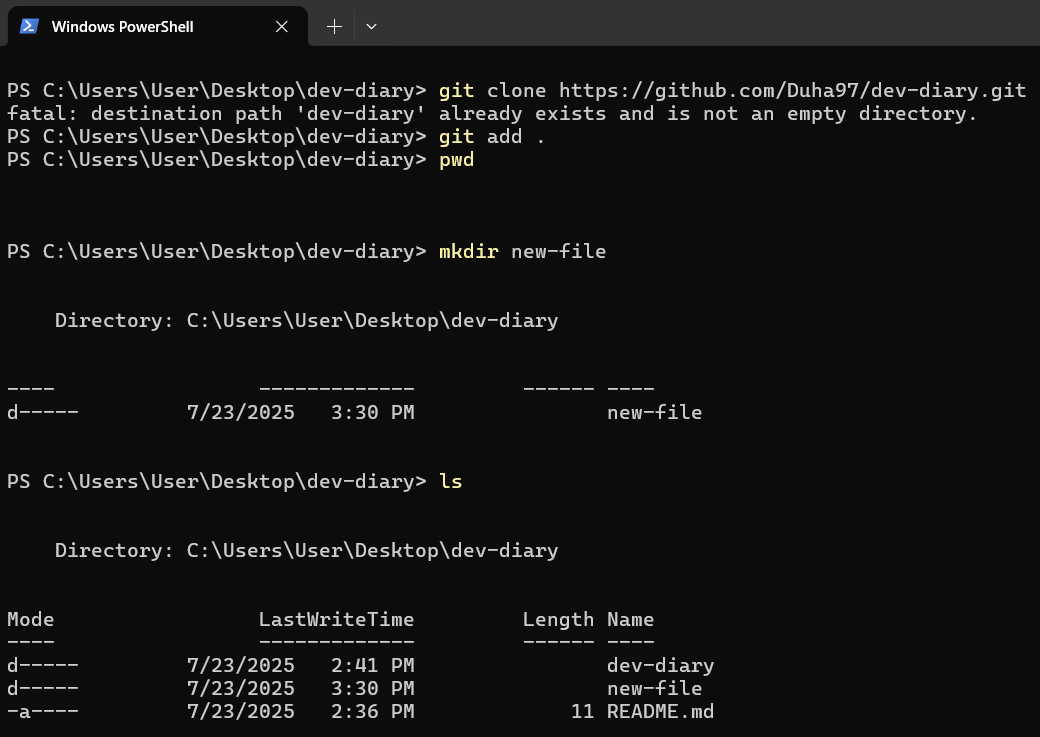 Windows PowerShell
PS C:\Users\User\Desktop\dev-diary> git clone https://github.com/Duha97/dev-diary.git
fatal: destination path 'dev-diary' already exists and is not an empty directory.
PS C:\Users\User\Desktop\dev-diary> git add .
PS C:\Users\User\Desktop\dev-diary> pwd
PS C:\Users\User\Desktop\dev-diary> mkdir new-file
    Directory: C:\Users\User\Desktop\dev-diary
----                 -------------         ------ ----
d-----         7/23/2025   3:30 PM                new-file
PS C:\Users\User\Desktop\dev-diary> ls
    Directory: C:\Users\User\Desktop\dev-diary
Mode                 LastWriteTime         Length Name
----                 -------------         ------ ----
d-----         7/23/2025   2:41 PM                dev-diary
d-----         7/23/2025   3:30 PM                new-file
-a----         7/23/2025   2:36 PM             11 README.md